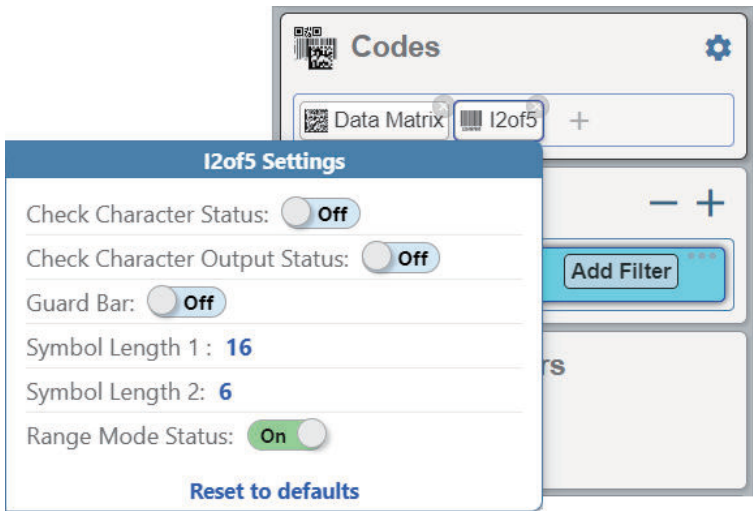 Codes
Data Matrix I2of5 +
I2of5 Settings
Check Character Status: Off
Check Character Output Status: Off
Guard Bar: Off
Symbol Length 1 : 16
Symbol Length 2: 6
Range Mode Status: On
Reset to defaults
Add Filter
rs